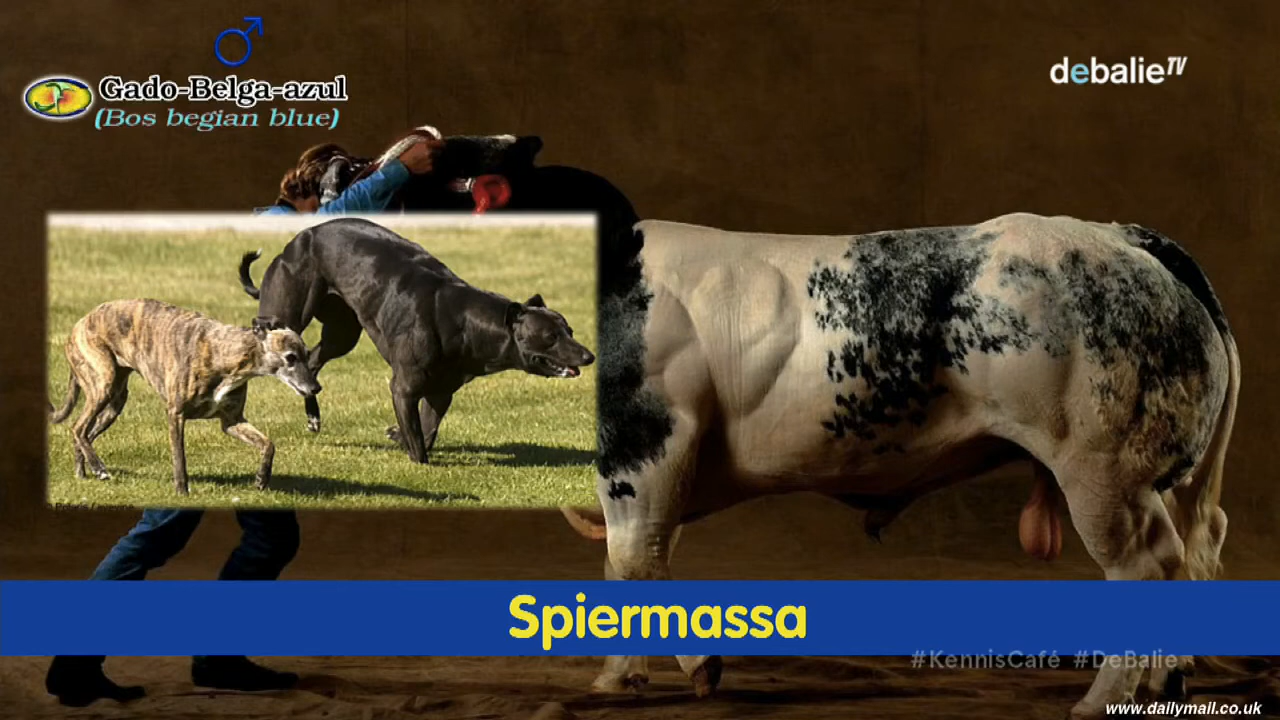 Gado-Belga-azul
(Bos begian blue)
debalieTV
Spiermassa
#KennisCafé #DeBalie
www.dailymail.co.uk